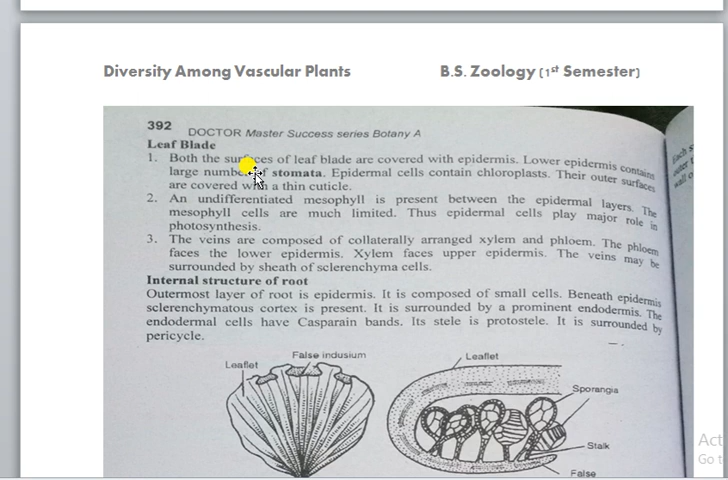 Diversity Among Vascular Plants B.S. Zoology (1st Semester)
392 DOCTOR Master Success series Botany A
Leaf Blade
1. Both the surfaces of leaf blade are covered with epidermis. Lower epidermis contains
large number of stomata. Epidermal cells contain chloroplasts. Their outer surfaces
are covered with a thin cuticle.
2. An undifferentiated mesophyll is present between the epidermal layers. The
mesophyll cells are much limited. Thus epidermal cells play major role in
photosynthesis.
3. The veins are composed of collaterally arranged xylem and phloem. The phloem
faces the lower epidermis. Xylem faces upper epidermis. The veins may be
surrounded by sheath of sclerenchyma cells.
Internal structure of root
Outermost layer of root is epidermis. It is composed of small cells. Beneath epidermis
sclerenchymatous cortex is present. It is surrounded by a prominent endodermis. The
endodermal cells have Casparin bands. Its stele is protostele. It is surrounded by
pericycle.
Leaflet
False indusium
Leaflet
Sporangia
Stalk
False
Act
Go t